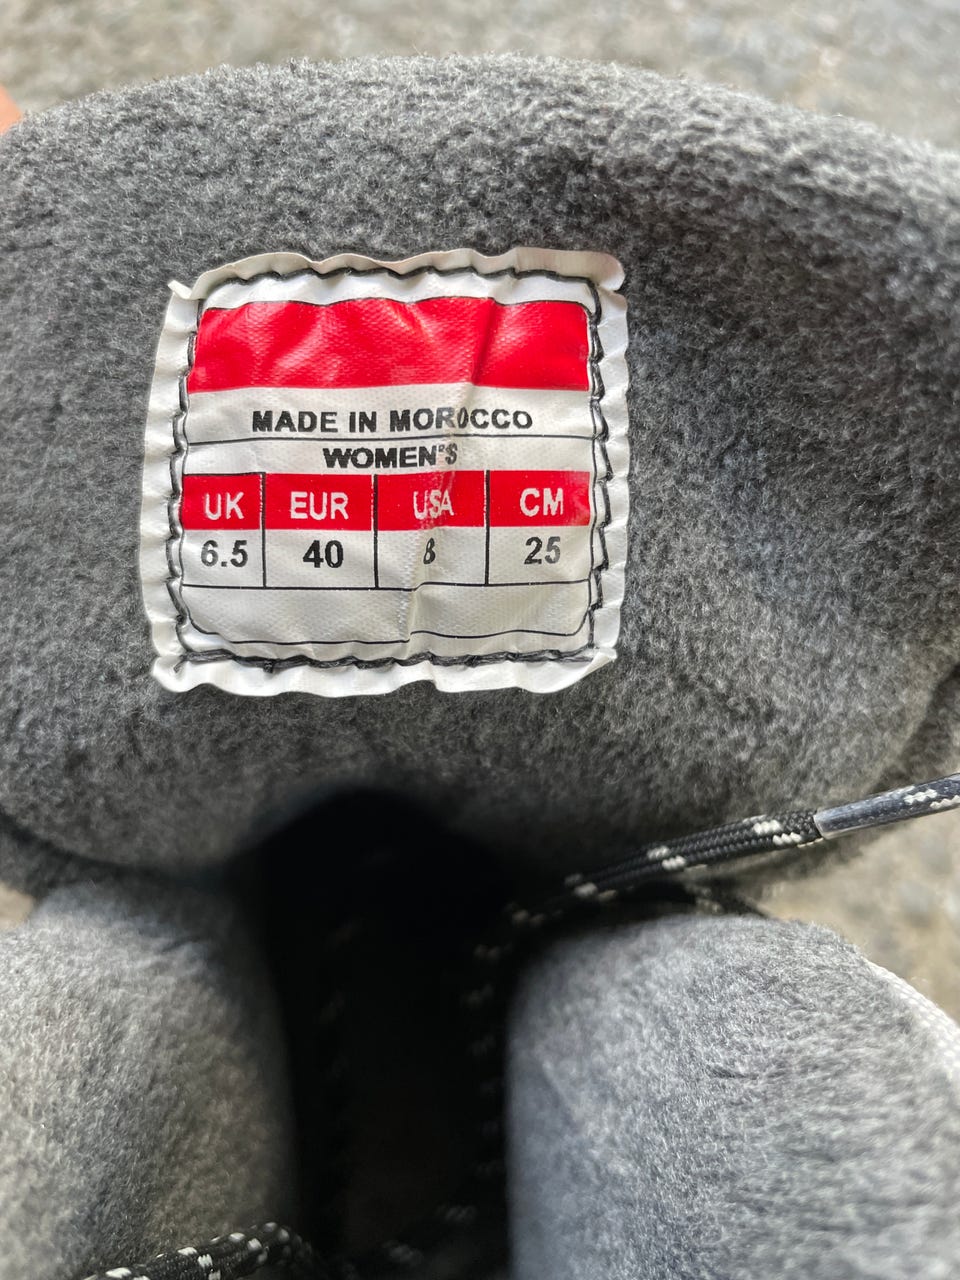 MADE IN MOROCCO
WOMEN'S
UK EUR USA CM
6.5 40 8 25